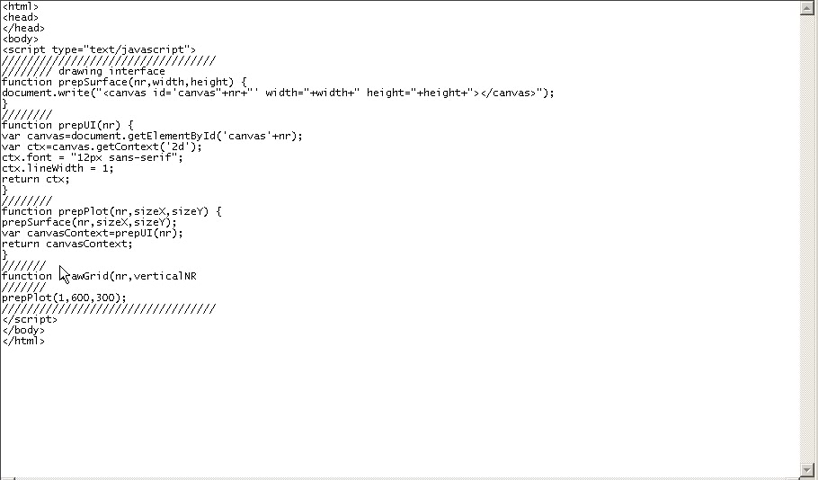 <html>
<head>
</head>
<body>
<script type="text/javascript">
//////////////////////////////////
//////// drawing interface
function prepSurface(nr,width,height) {
document.write("<canvas id='canvas"+nr+"' width="+width+" height="+height+"></canvas>");
}
////////
function prepUI(nr) {
var canvas=document.getElementById('canvas'+nr);
var ctx=canvas.getContext('2d');
ctx.font = "12px sans-serif";
ctx.lineWidth = 1;
return ctx;
}
////////
function prepPlot(nr,sizeX,sizeY) {
prepSurface(nr,sizeX,sizeY);
var canvasContext=prepUI(nr);
return canvasContext;
}
///////
function drawGrid(nr,verticalNR
///////
prepPlot(1,600,300);
//////////////////////////////////
</script>
</body>
</html>